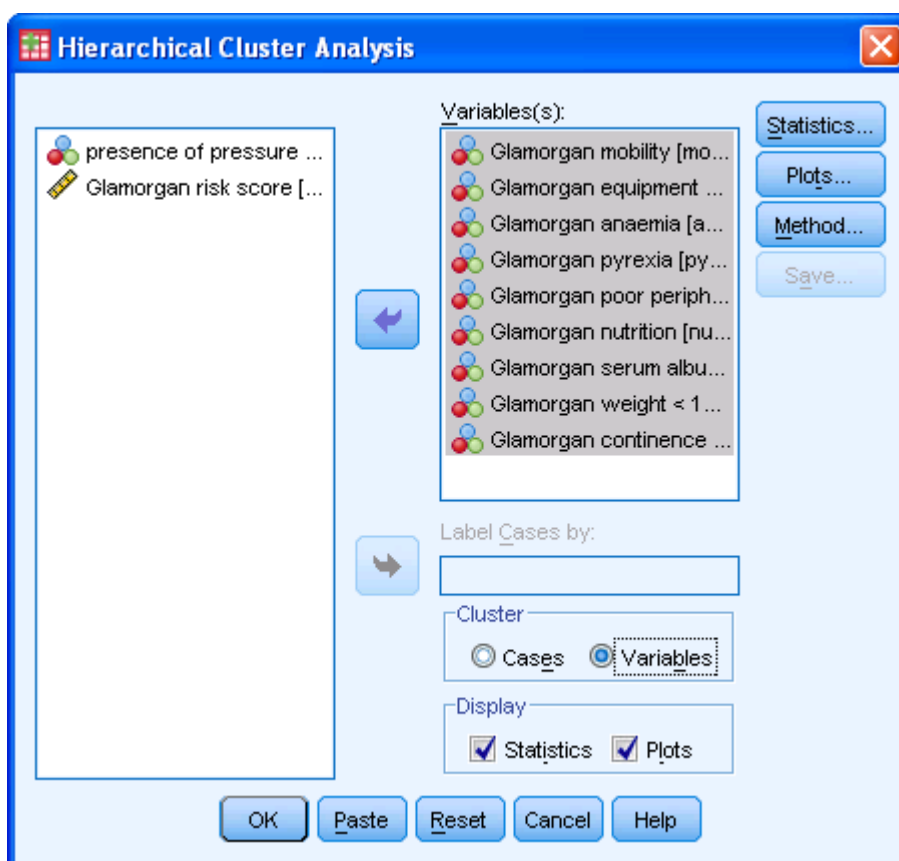 Hierarchical Cluster Analysis
presence of pressure ...
Glamorgan risk score [...
Variables(s):
Glamorgan mobility [mo...
Glamorgan equipment ...
Glamorgan anaemia [a...
Glamorgan pyrexia [py...
Glamorgan poor periph...
Glamorgan nutrition [nu...
Glamorgan serum albu...
Glamorgan weight < 1...
Glamorgan continence ...
Statistics...
Plots...
Method...
Save...
Label Cases by:
Cluster
Cases Variables
Display
Statistics Plots
OK Paste Reset Cancel Help